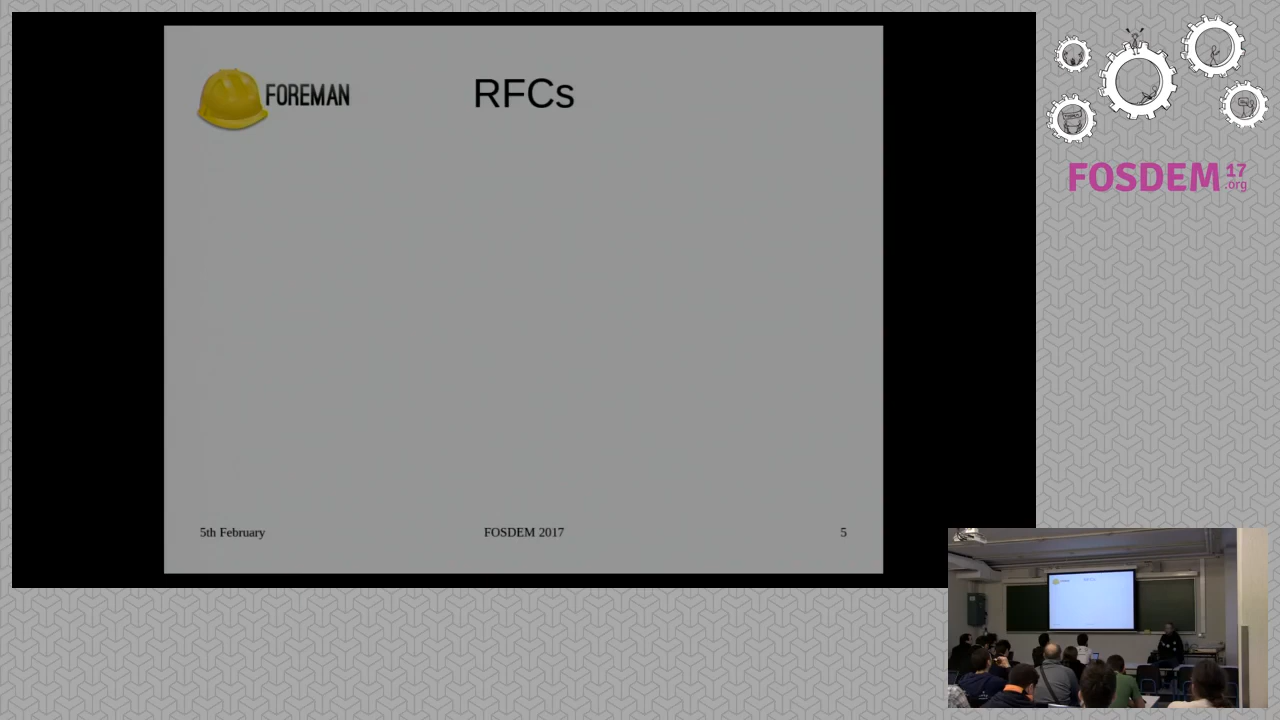 FOREMAN
RFCs
5th February
FOSDEM 2017
5
FOSDEM 17
.org